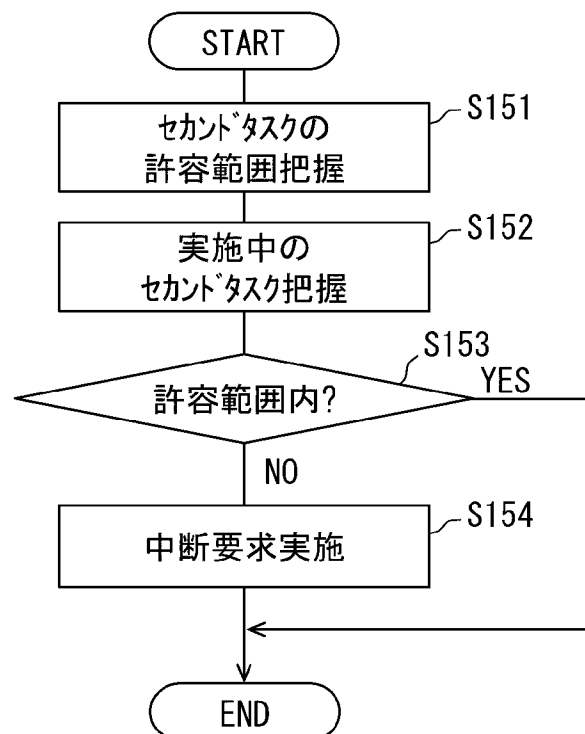 START
セカンドタスクの
許容範囲把握
S151
実施中の
セカンドタスク把握
S152
許容範囲内?
S153
YES
NO
中断要求実施
S154
END